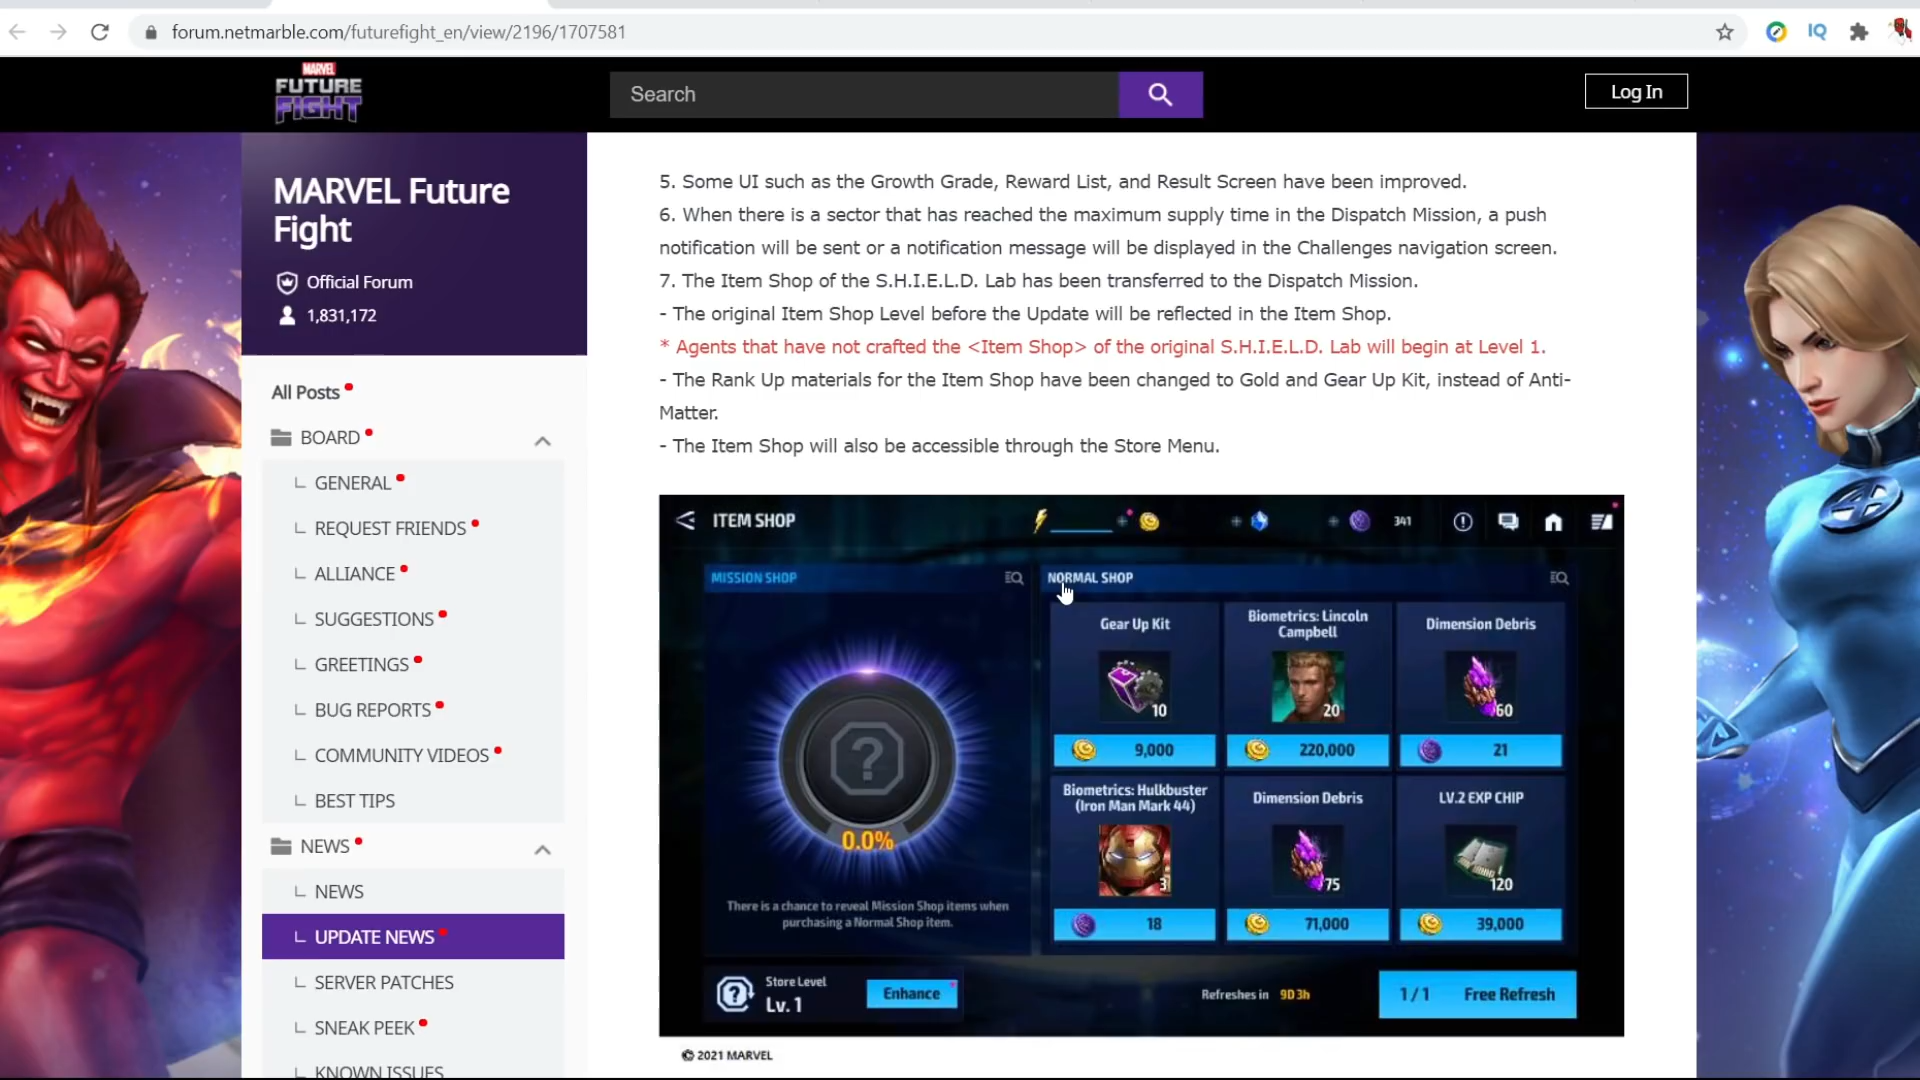 forum.netmarble.com/futurefight_en/view/2196/1707581
IQ
MARVEL
FUTURE
FIGHT
Search
Log In
MARVEL Future
Fight
Official Forum
1,831,172
All Posts
BOARD
GENERAL
REQUEST FRIENDS
ALLIANCE
SUGGESTIONS
GREETINGS
BUG REPORTS
COMMUNITY VIDEOS
BEST TIPS
NEWS
NEWS
UPDATE NEWS
SERVER PATCHES
SNEAK PEEK
KNOWN ISSUES
5. Some UI such as the Growth Grade, Reward List, and Result Screen have been improved.
6. When there is a sector that has reached the maximum supply time in the Dispatch Mission, a push
notification will be sent or a notification message will be displayed in the Challenges navigation screen.
7. The Item Shop of the S.H.I.E.L.D. Lab has been transferred to the Dispatch Mission.
- The original Item Shop Level before the Update will be reflected in the Item Shop.
* Agents that have not crafted the <Item Shop> of the original S.H.I.E.L.D. Lab will begin at Level 1.
- The Rank Up materials for the Item Shop have been changed to Gold and Gear Up Kit, instead of Anti-
Matter.
- The Item Shop will also be accessible through the Store Menu.
ITEM SHOP
341
MISSION SHOP
0.0%
There is a chance to reveal Mission Shop items when
purchasing a Normal Shop item.
NORMAL SHOP
Gear Up Kit
10
9,000
Biometrics: Lincoln
Campbell
20
220,000
Dimension Debris
60
21
Biometrics: Hulkbuster
(Iron Man Mark 44)
3
18
Dimension Debris
75
71,000
LV.2 EXP CHIP
120
39,000
Store Level
Lv. 1
Enhance
Refreshes in 9D 3h
1 / 1 Free Refresh
© 2021 MARVEL